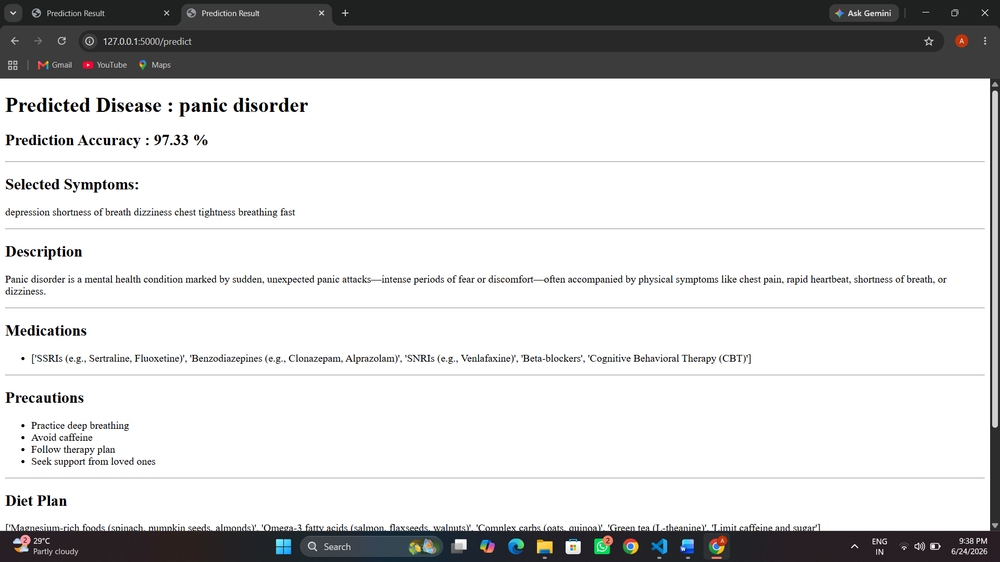 Prediction Result
Prediction Result
Ask Gemini
127.0.0.1:5000/predict
A
Gmail
YouTube
Maps
Predicted Disease : panic disorder
Prediction Accuracy : 97.33 %
Selected Symptoms:
depression shortness of breath dizziness chest tightness breathing fast
Description
Panic disorder is a mental health condition marked by sudden, unexpected panic attacks—intense periods of fear or discomfort—often accompanied by physical symptoms like chest pain, rapid heartbeat, shortness of breath, or
dizziness.
Medications
• ['SSRIs (e.g., Sertraline, Fluoxetine)', 'Benzodiazepines (e.g., Clonazepam, Alprazolam)', 'SNRIs (e.g., Venlafaxine)', 'Beta-blockers', 'Cognitive Behavioral Therapy (CBT)']
Precautions
• Practice deep breathing
• Avoid caffeine
• Follow therapy plan
• Seek support from loved ones
Diet Plan
['Magnesium-rich foods (spinach, pumpkin seeds, almonds)', 'Omega-3 fatty acids (salmon, flaxseeds, walnuts)', 'Complex carbs (oats, quinoa)', 'Green tea (L-theanine)', 'Limit caffeine and sugar']
2
29°C
Partly cloudy
Search
2
W
A
ENG
IN
9:38 PM
6/24/2026